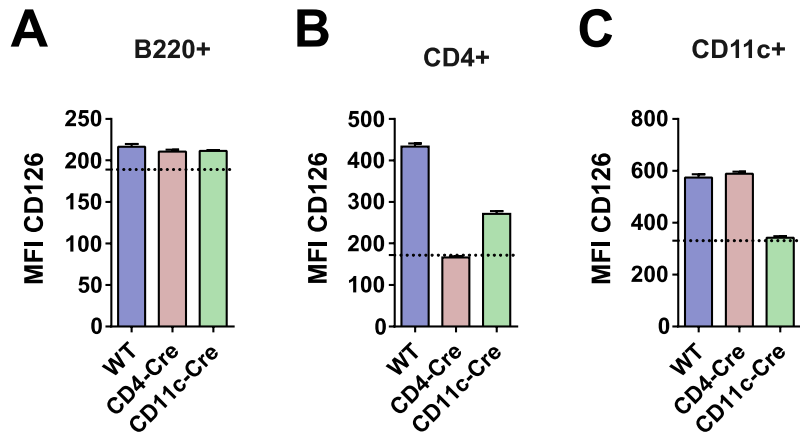 A
B220+
MFI CD126
250
200
150
100
50
0
WT
CD4-Cre
CD11c-Cre
B
CD4+
MFI CD126
500
400
300
200
100
0
WT
CD4-Cre
CD11c-Cre
C
CD11c+
MFI CD126
800
600
400
200
0
WT
CD4-Cre
CD11c-Cre